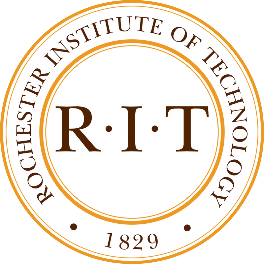 ROCHESTER INSTITUTE OF TECHNOLOGY
R·I·T
1829